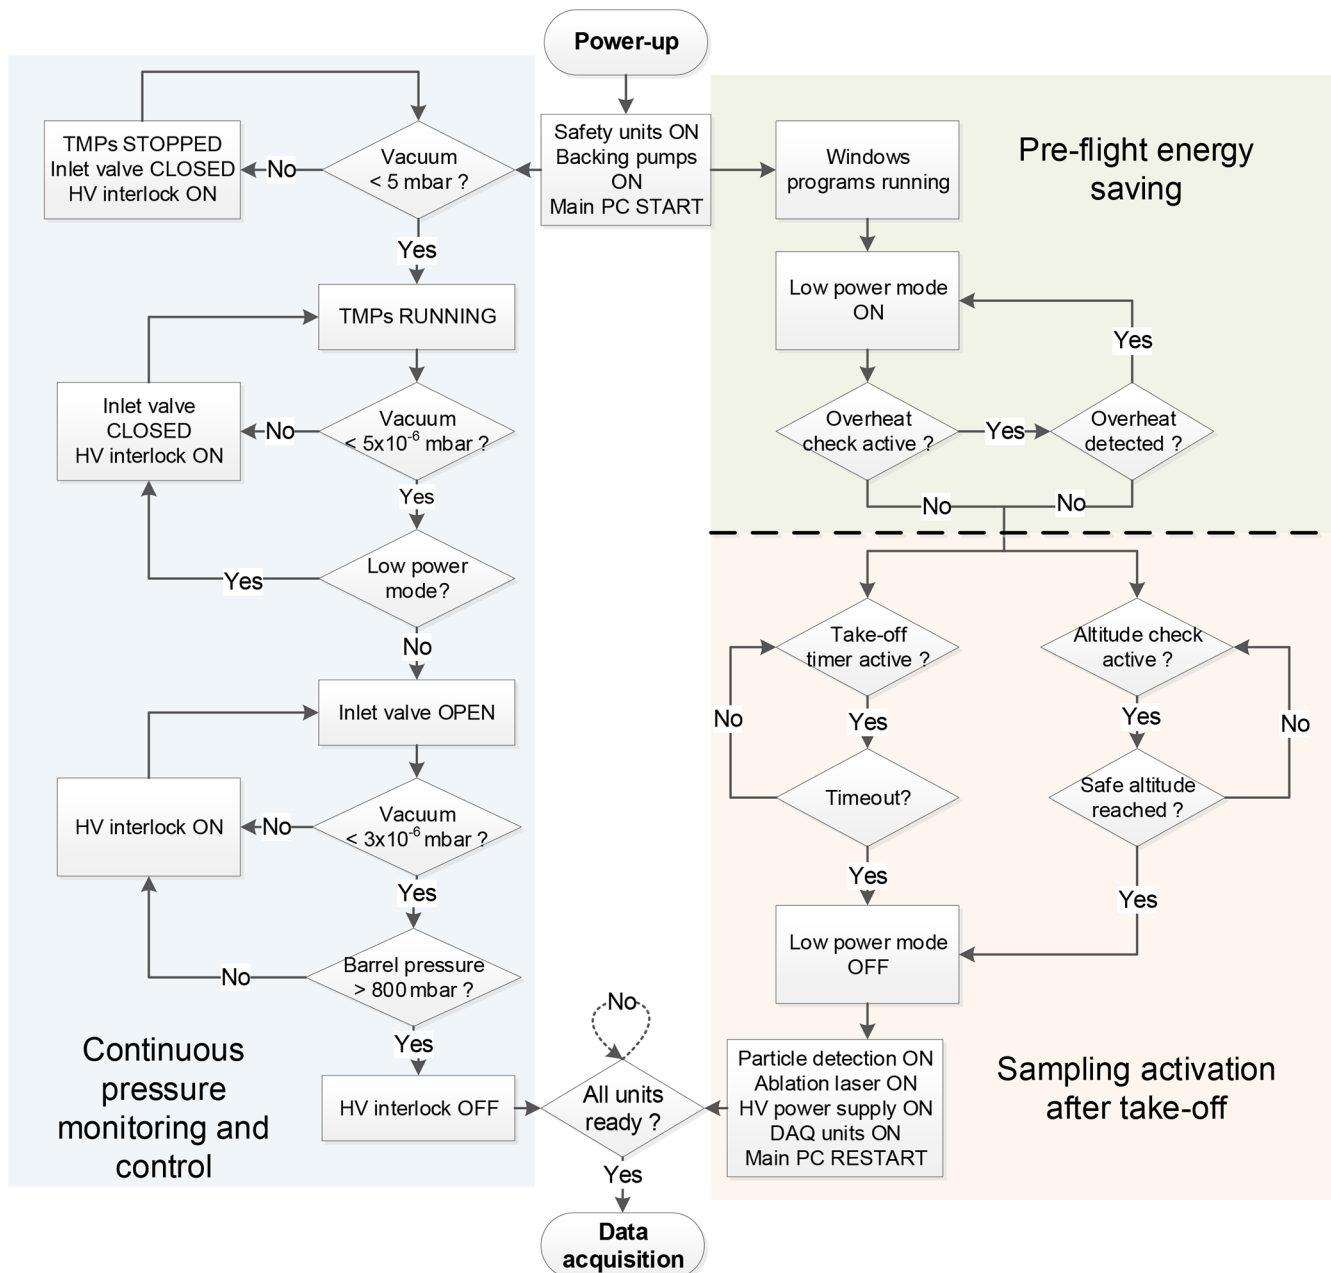 Power-up
Safety units ON
Backing pumps
ON
Main PC START
Vacuum
< 5 mbar ?
No
TMPs STOPPED
Inlet valve CLOSED
HV interlock ON
Yes
TMPs RUNNING
Vacuum
< 5x10-6 mbar ?
No
Inlet valve
CLOSED
HV interlock ON
Yes
Low power
mode?
Yes
No
Inlet valve OPEN
Vacuum
< 3x10-6 mbar ?
No
HV interlock ON
Yes
Barrel pressure
> 800 mbar ?
No
Yes
HV interlock OFF
Continuous
pressure
monitoring and
control
Windows
programs running
Pre-flight energy
saving
Low power mode
ON
Yes
Overheat
check active ?
Yes
Overheat
detected ?
No
No
Take-off
timer active ?
Altitude check
active ?
No
Yes
Yes
No
Timeout?
Safe altitude
reached ?
Yes
Yes
Low power mode
OFF
Particle detection ON
Ablation laser ON
HV power supply ON
DAQ units ON
Main PC RESTART
Sampling activation
after take-off
No
All units
ready ?
Yes
Data
acquisition